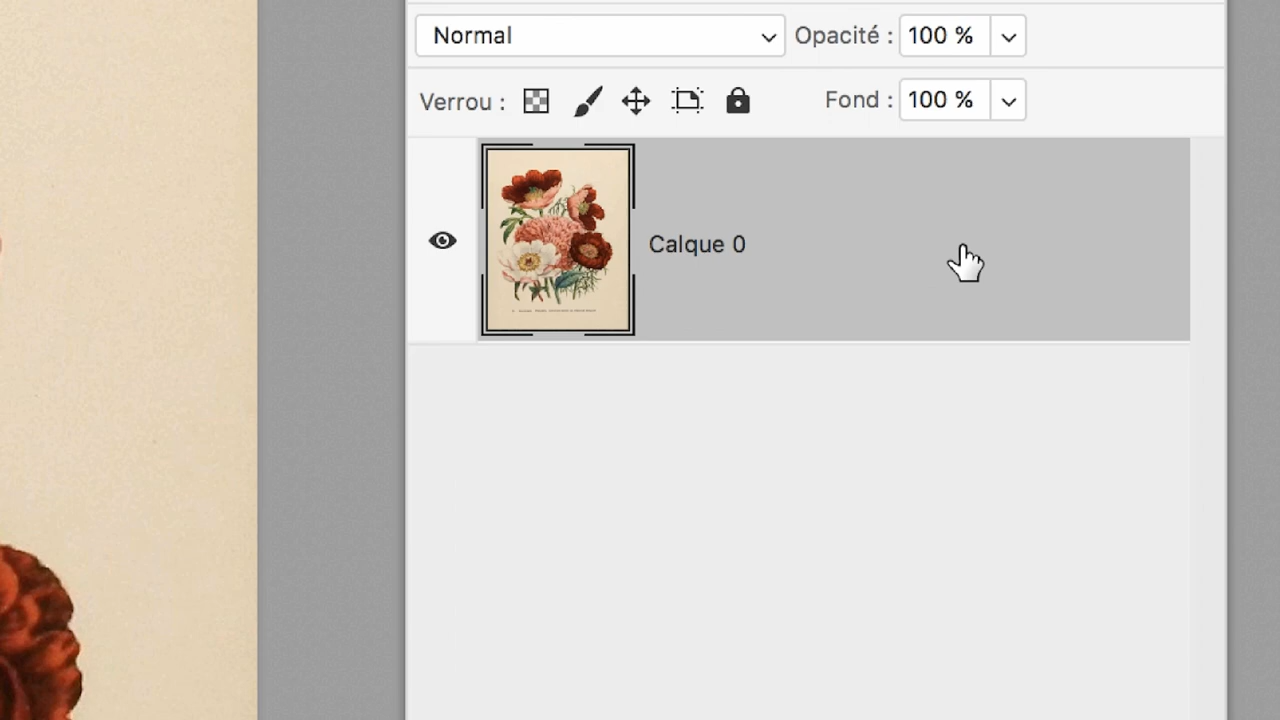 Normal
Opacité : 100 %
Verrou :
Fond : 100 %
Calque 0